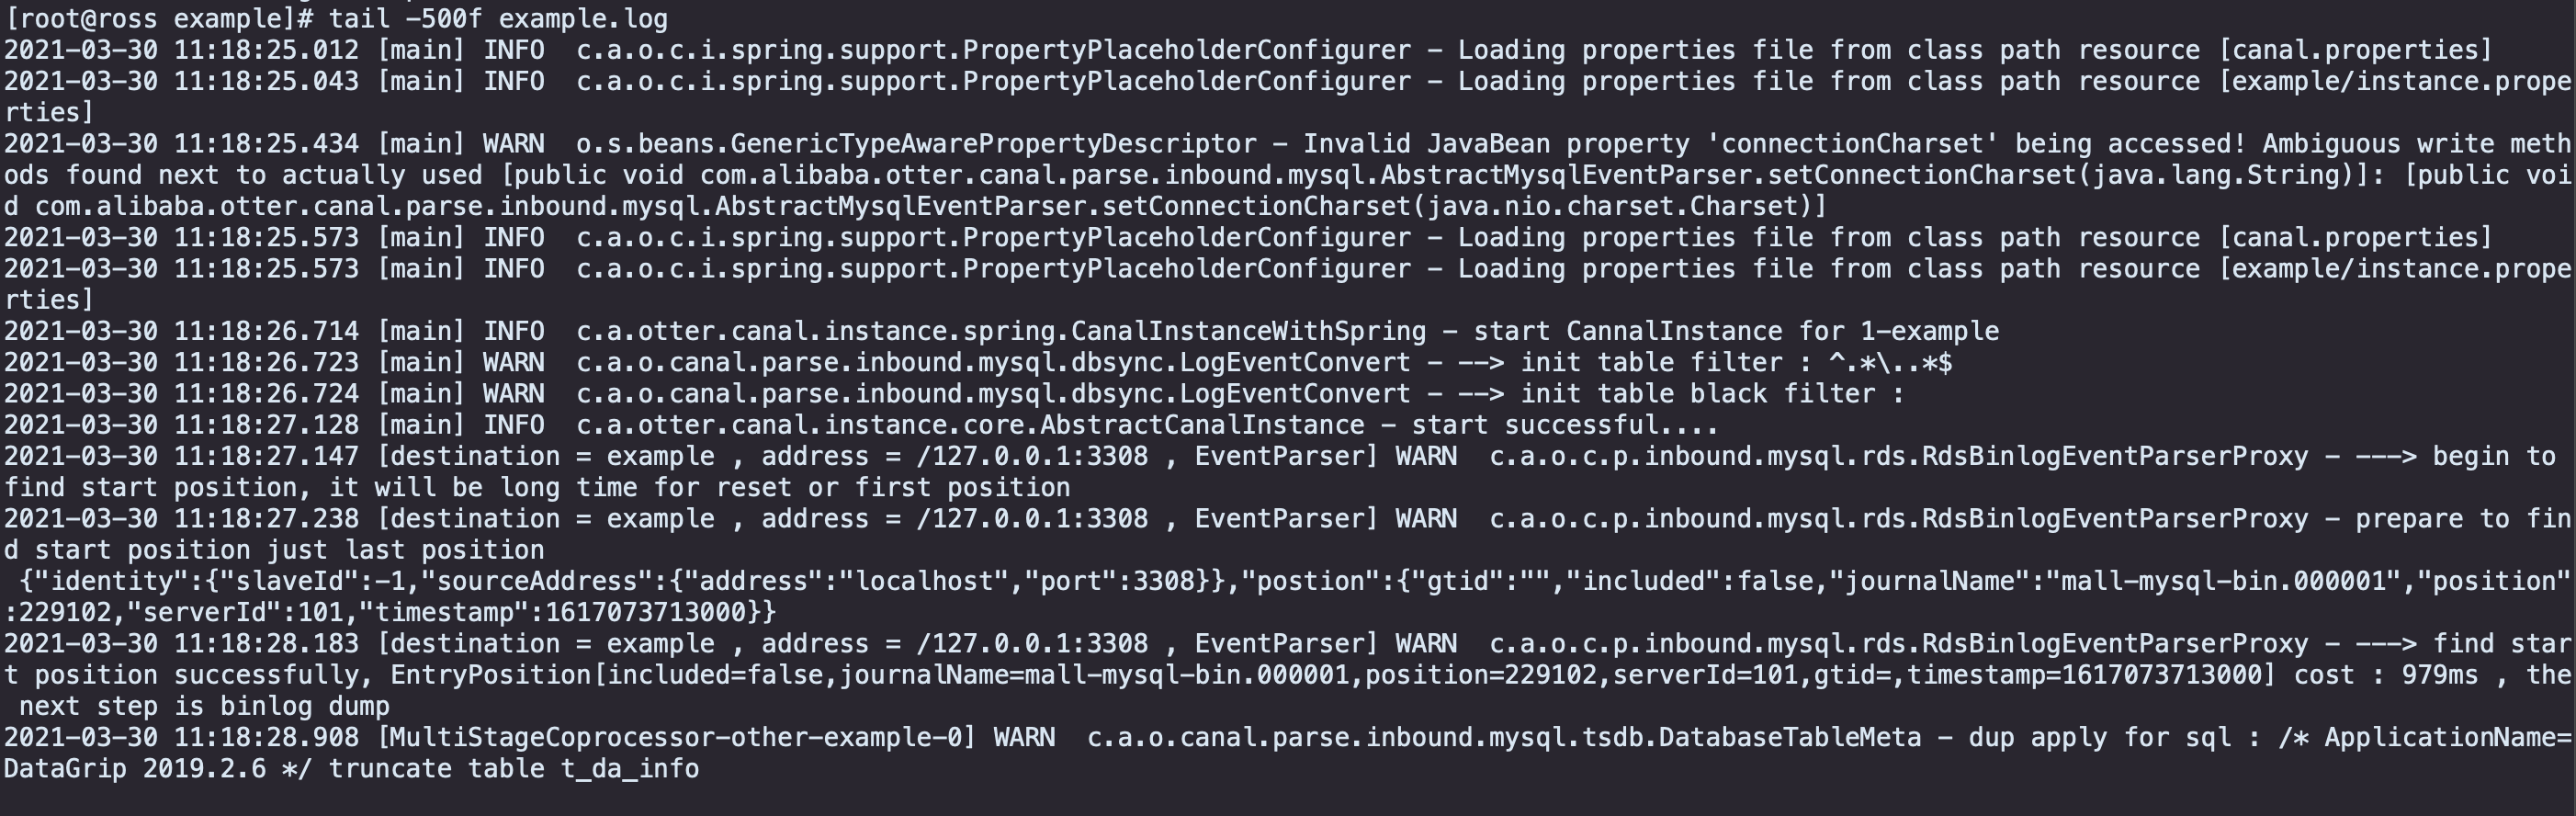 [root@ross example]# tail -500f example.log
2021-03-30 11:18:25.012 [main] INFO  c.a.o.c.i.spring.support.PropertyPlaceholderConfigurer - Loading properties file from class path resource [canal.properties]
2021-03-30 11:18:25.043 [main] INFO  c.a.o.c.i.spring.support.PropertyPlaceholderConfigurer - Loading properties file from class path resource [example/instance.prope
rties]
2021-03-30 11:18:25.434 [main] WARN  o.s.beans.GenericTypeAwarePropertyDescriptor - Invalid JavaBean property 'connectionCharset' being accessed! Ambiguous write meth
ods found next to actually used [public void com.alibaba.otter.canal.parse.inbound.mysql.AbstractMysqlEventParser.setConnectionCharset(java.lang.String)]: [public voi
d com.alibaba.otter.canal.parse.inbound.mysql.AbstractMysqlEventParser.setConnectionCharset(java.nio.charset.Charset)]
2021-03-30 11:18:25.573 [main] INFO  c.a.o.c.i.spring.support.PropertyPlaceholderConfigurer - Loading properties file from class path resource [canal.properties]
2021-03-30 11:18:25.573 [main] INFO  c.a.o.c.i.spring.support.PropertyPlaceholderConfigurer - Loading properties file from class path resource [example/instance.prope
rties]
2021-03-30 11:18:26.714 [main] INFO  c.a.otter.canal.instance.spring.CanalInstanceWithSpring - start CannalInstance for 1-example
2021-03-30 11:18:26.723 [main] WARN  c.a.o.canal.parse.inbound.mysql.dbsync.LogEventConvert - --> init table filter : ^.*\..*$
2021-03-30 11:18:26.724 [main] WARN  c.a.o.canal.parse.inbound.mysql.dbsync.LogEventConvert - --> init table black filter :
2021-03-30 11:18:27.128 [main] INFO  c.a.otter.canal.instance.core.AbstractCanalInstance - start successful....
2021-03-30 11:18:27.147 [destination = example , address = /127.0.0.1:3308 , EventParser] WARN  c.a.o.c.p.inbound.mysql.rds.RdsBinlogEventParserProxy - ---> begin to
find start position, it will be long time for reset or first position
2021-03-30 11:18:27.238 [destination = example , address = /127.0.0.1:3308 , EventParser] WARN  c.a.o.c.p.inbound.mysql.rds.RdsBinlogEventParserProxy - prepare to fin
d start position just last position
 {"identity":{"slaveId":-1,"sourceAddress":{"address":"localhost","port":3308}},"postion":{"gtid":"","included":false,"journalName":"mall-mysql-bin.000001","position"
:229102,"serverId":101,"timestamp":1617073713000}}
2021-03-30 11:18:28.183 [destination = example , address = /127.0.0.1:3308 , EventParser] WARN  c.a.o.c.p.inbound.mysql.rds.RdsBinlogEventParserProxy - ---> find star
t position successfully, EntryPosition[included=false,journalName=mall-mysql-bin.000001,position=229102,serverId=101,gtid=,timestamp=1617073713000] cost : 979ms , the
 next step is binlog dump
2021-03-30 11:18:28.908 [MultiStageCoprocessor-other-example-0] WARN  c.a.o.canal.parse.inbound.mysql.tsdb.DatabaseTableMeta - dup apply for sql : /* ApplicationName=
DataGrip 2019.2.6 */ truncate table t_da_info